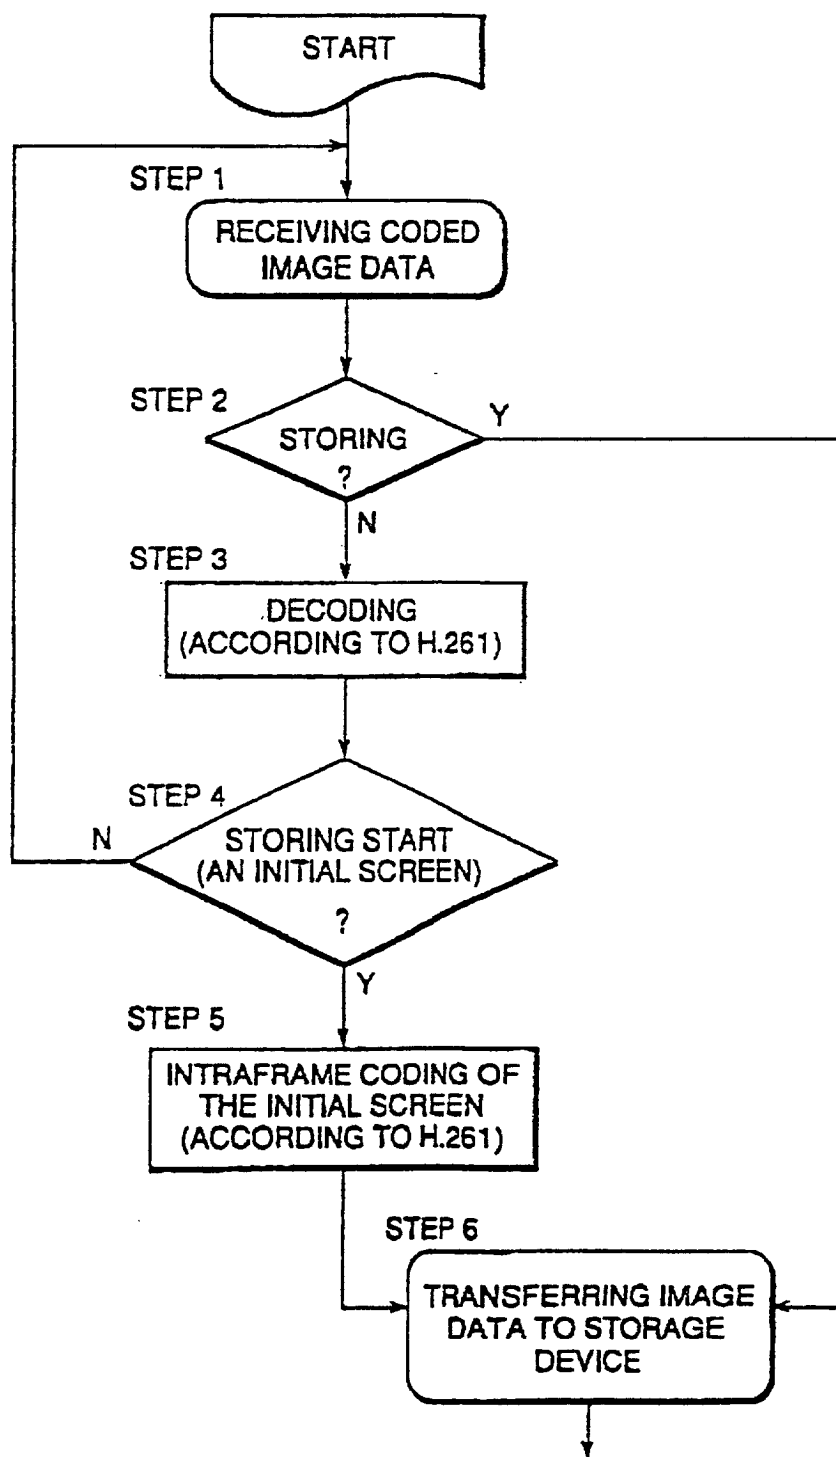 START
STEP 1
RECEIVING CODED
IMAGE DATA
STEP 2
Y
STORING
?
N
STEP 3
DECODING
(ACCORDING TO H.261)
STEP 4
N
STORING START
(AN INITIAL SCREEN)
?
Y
STEP 5
INTRAFRAME CODING OF
THE INITIAL SCREEN
(ACCORDING TO H.261)
STEP 6
TRANSFERRING IMAGE
DATA TO STORAGE
DEVICE